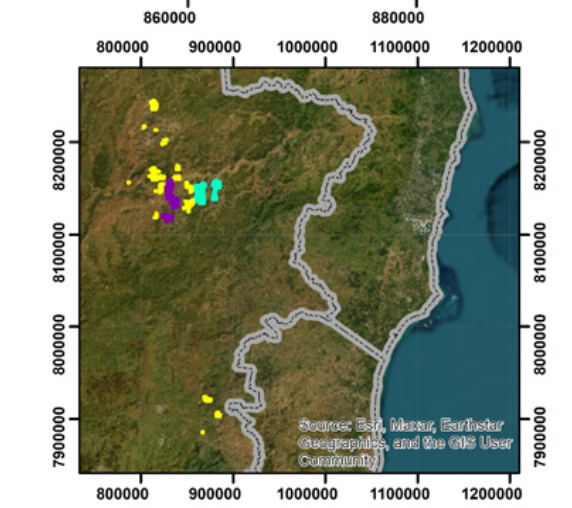 860000 880000
800000 900000 1000000 1100000 1200000
8200000 8200000
8100000 8100000
8000000 8000000
7900000 7900000
Source: Esri, Maxar, Earthstar
Geographics, and the GIS User
Community
800000 900000 1000000 1100000 1200000